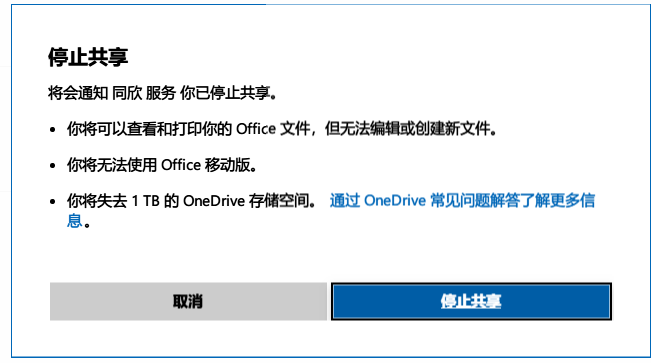 停止共享
将会通知 同欣 服务 你已停止共享。
• 你将可以查看和打印你的 Office 文件，但无法编辑或创建新文件。
• 你将无法使用 Office 移动版。
• 你将失去 1 TB 的 OneDrive 存储空间。 通过 OneDrive 常见问题解答了解更多信
息。
取消
停止共享